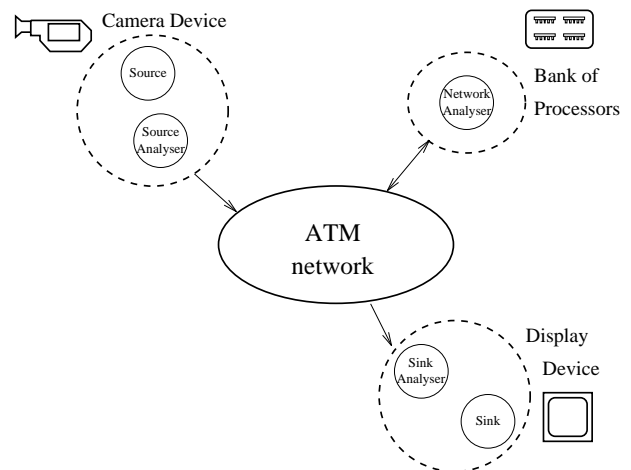 Camera Device
Source
Source
Analyser
Bank of
Processors
Network
Analyser
ATM
network
Display
Device
Sink
Analyser
Sink